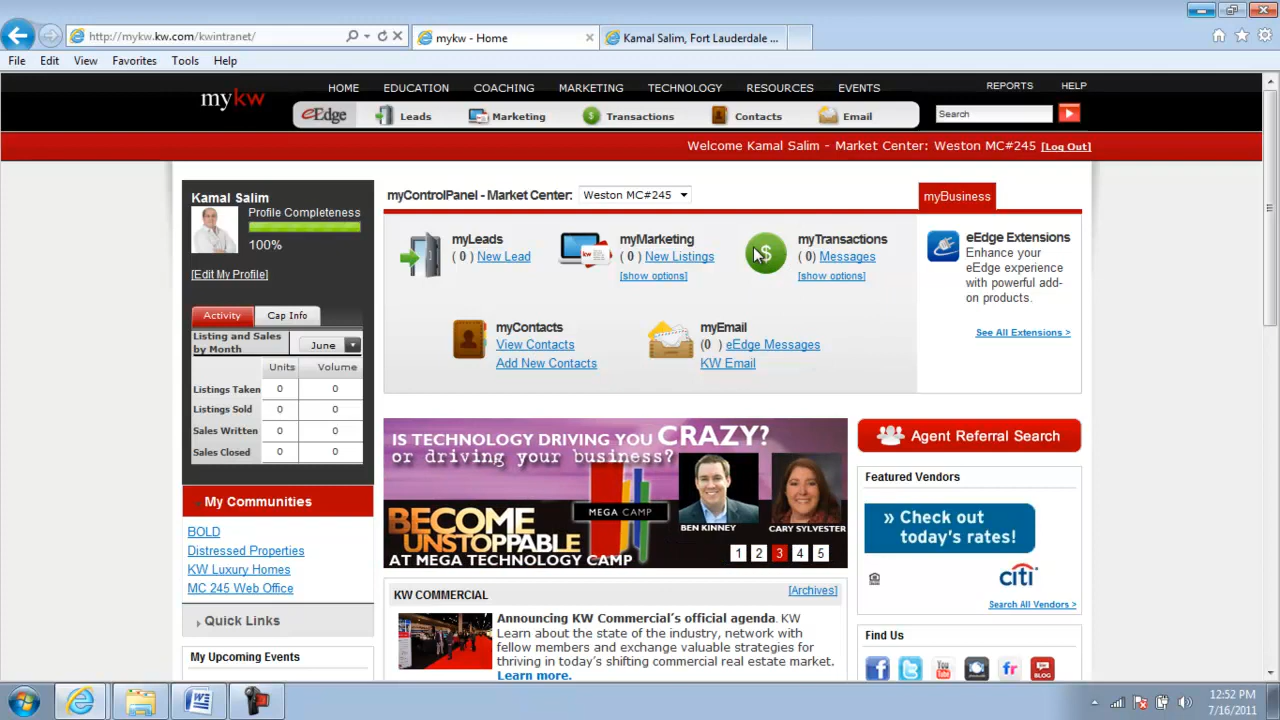 http://mykw.kw.com/kwintranet/
mykw - Home
Kamal Salim, Fort Lauderdale ...
File Edit View Favorites Tools Help
mykw
HOME EDUCATION COACHING MARKETING TECHNOLOGY RESOURCES EVENTS
REPORTS HELP
eEdge Leads Marketing Transactions Contacts Email
Search
Welcome Kamal Salim - Market Center: Weston MC#245 [Log Out]
Kamal Salim
Profile Completeness
100%
[Edit My Profile]
Activity Cap Info
Listing and Sales by Month June
Units Volume
Listings Taken 0 0
Listings Sold 0 0
Sales Written 0 0
Sales Closed 0 0
My Communities
BOLD
Distressed Properties
KW Luxury Homes
MC 245 Web Office
Quick Links
My Upcoming Events
myControlPanel - Market Center: Weston MC#245
myBusiness
myLeads
( 0 ) New Lead
myMarketing
( 0 ) New Listings
[show options]
myTransactions
( 0) Messages
[show options]
myContacts
View Contacts
Add New Contacts
myEmail
(0 ) eEdge Messages
KW Email
eEdge Extensions
Enhance your
eEdge experience
with powerful add-
on products.
See All Extensions >
IS TECHNOLOGY DRIVING YOU CRAZY?
or driving your business?
MEGA CAMP
BEN KINNEY
CARY SYLVESTER
BECOME
UNSTOPPABLE
AT MEGA TECHNOLOGY CAMP
1 2 3 4 5
KW COMMERCIAL
[Archives]
Announcing KW Commercial's official agenda. KW
Learn about the state of the industry, network with
fellow members and exchange valuable strategies for
thriving in today's shifting commercial real estate market.
Learn more.
Agent Referral Search
Featured Vendors
» Check out
today's rates!
citi
Search All Vendors >
Find Us
You
Tube
fr
BLOG
12:52 PM
7/16/2011